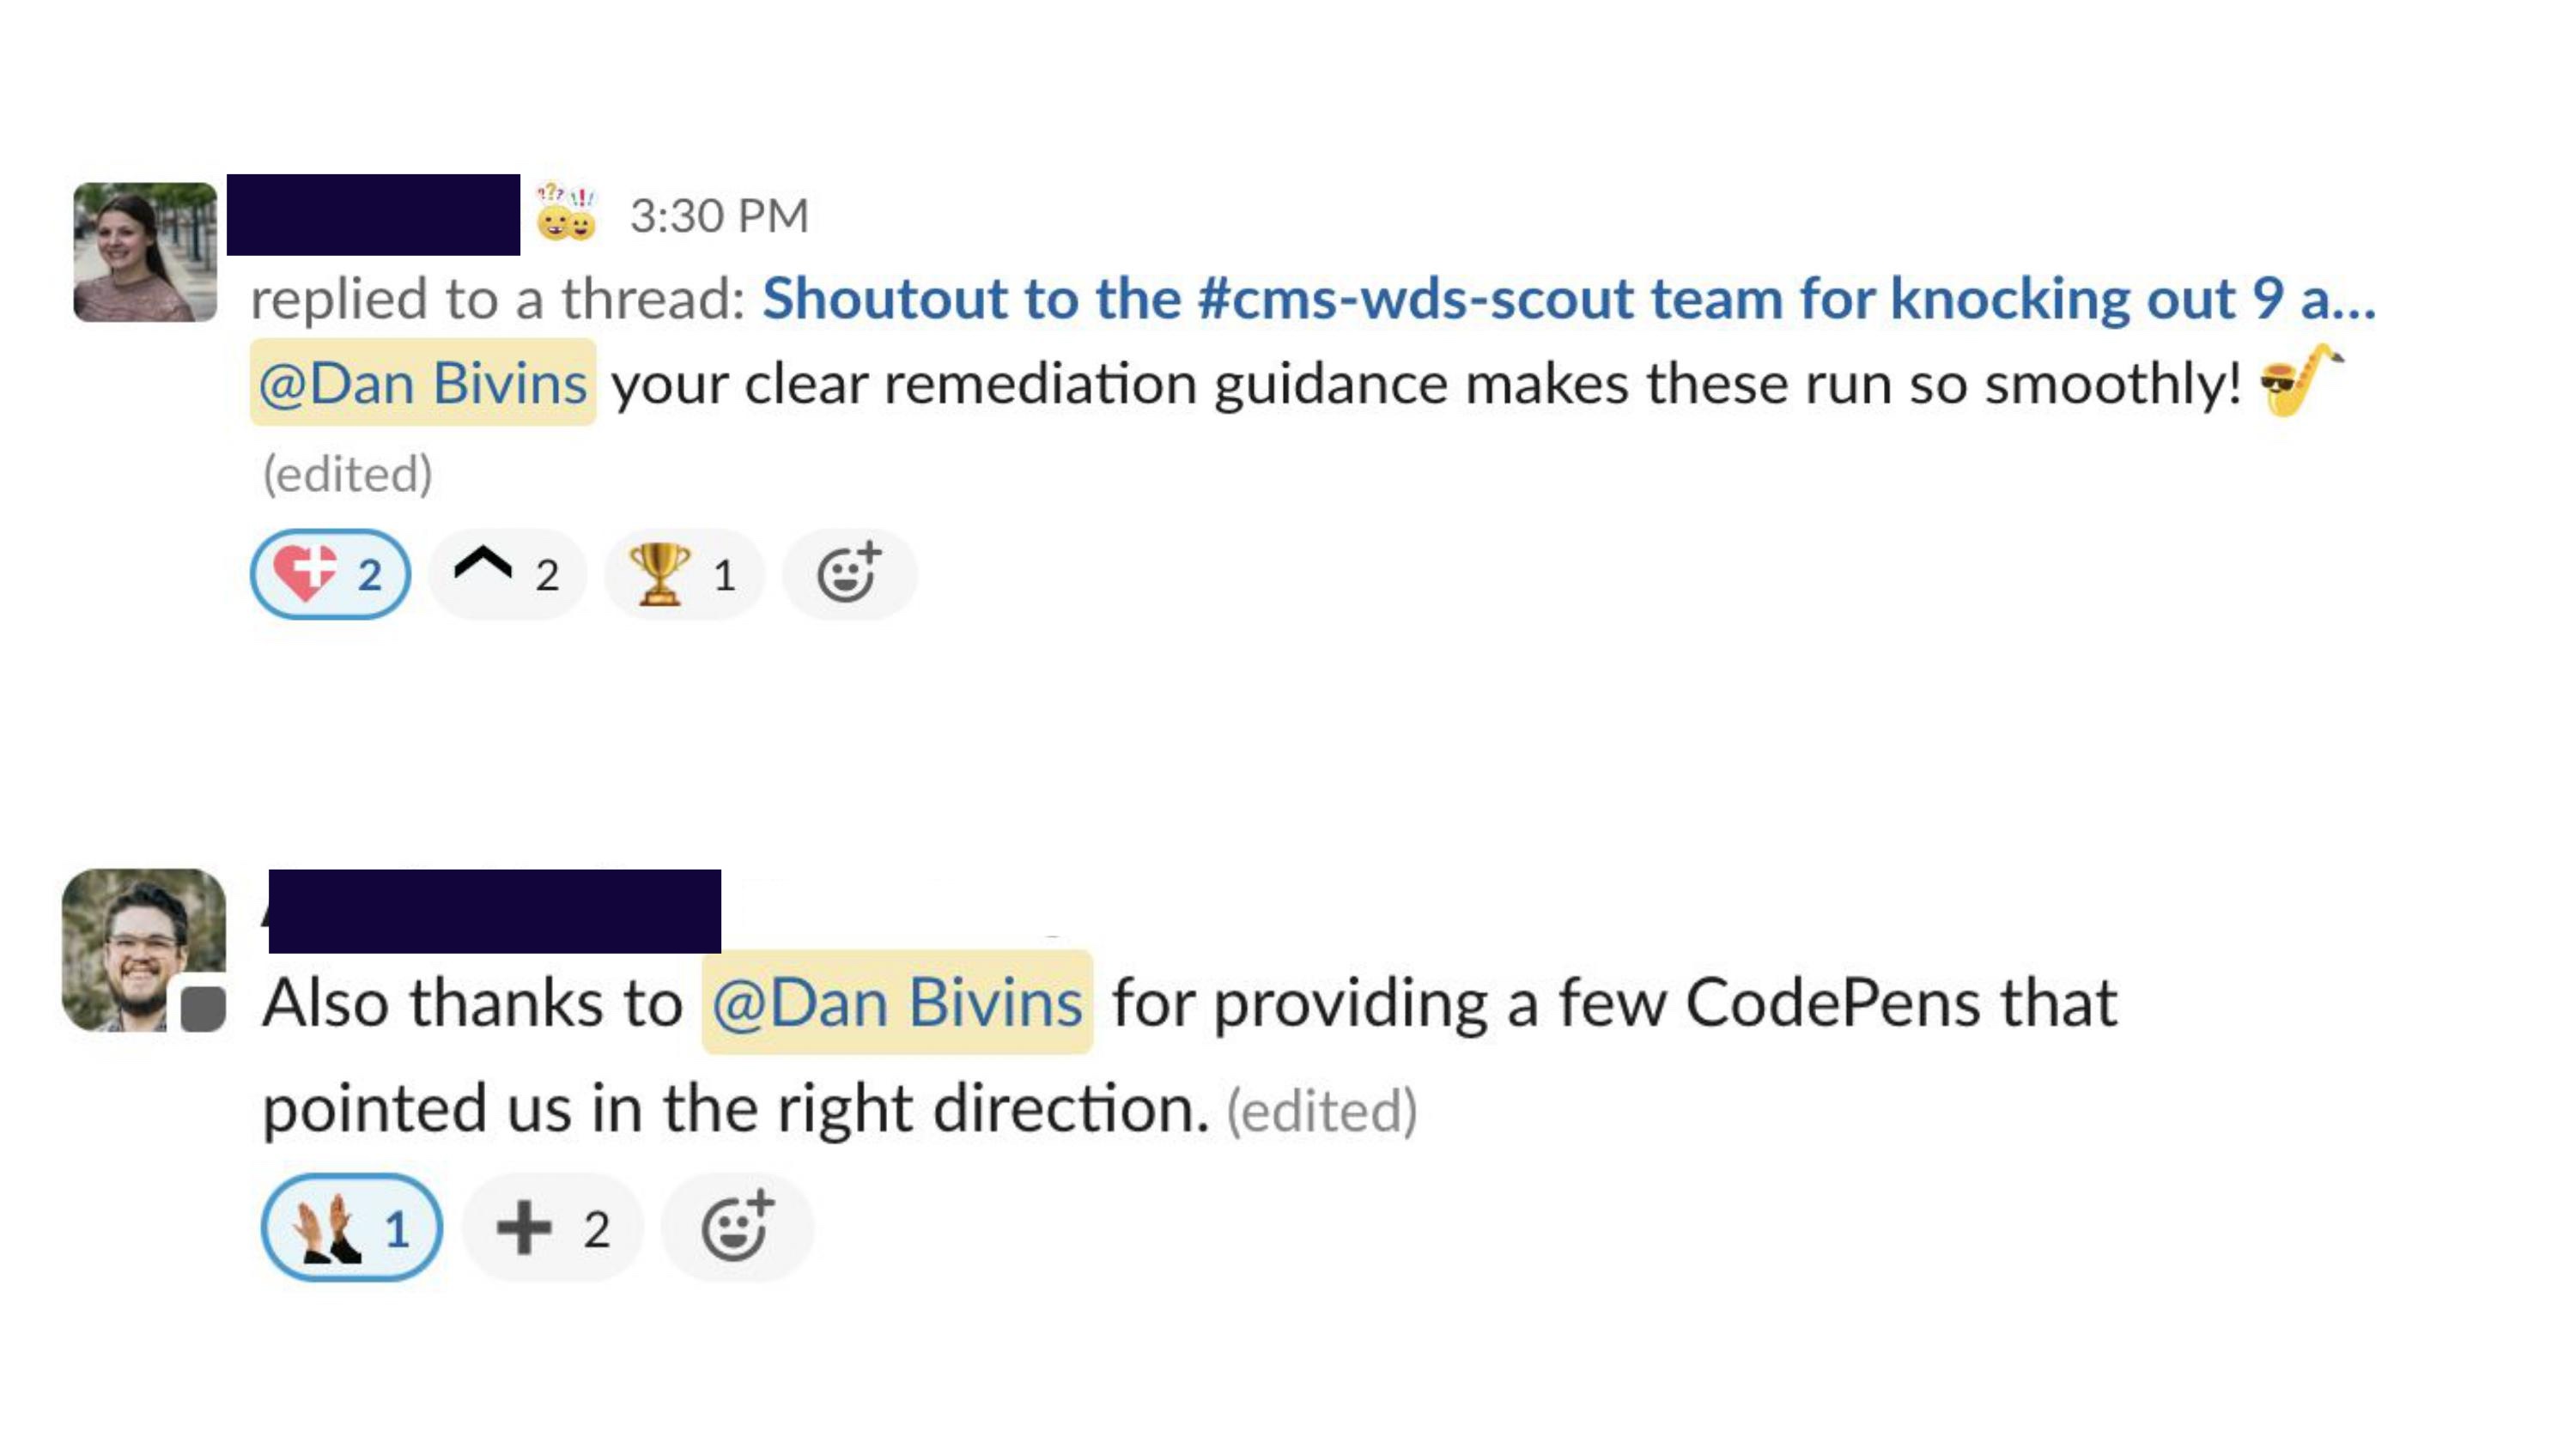 3:30 PM
replied to a thread: Shoutout to the #cms-wds-scout team for knocking out 9 a...
@Dan Bivins your clear remediation guidance makes these run so smoothly!
(edited)
2 2 1
Also thanks to @Dan Bivins for providing a few CodePens that
pointed us in the right direction. (edited)
1 2